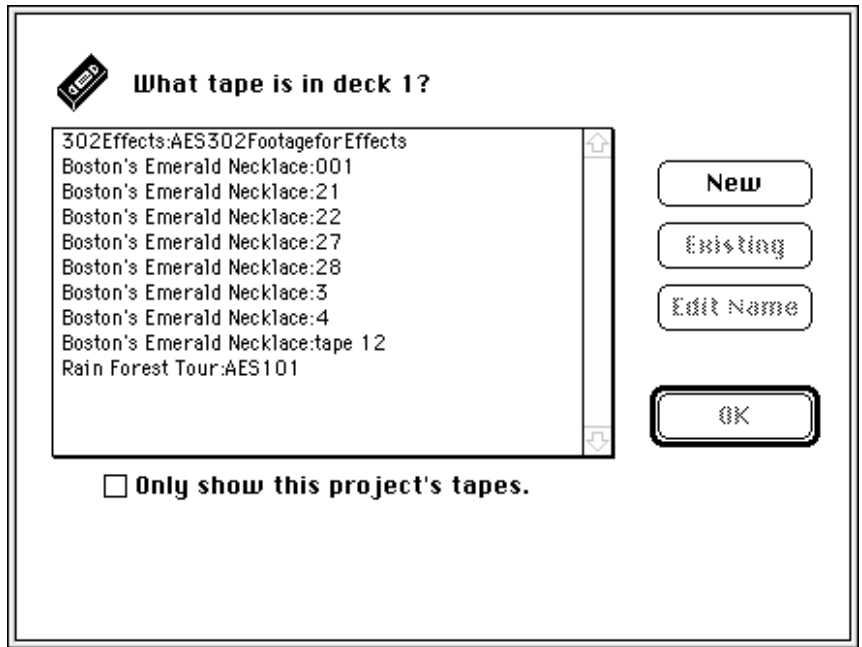 What tape is in deck 1?
302Effects:AES302FootageforEffects
Boston's Emerald Necklace:001
Boston's Emerald Necklace:21
Boston's Emerald Necklace:22
Boston's Emerald Necklace:27
Boston's Emerald Necklace:28
Boston's Emerald Necklace:3
Boston's Emerald Necklace:4
Boston's Emerald Necklace:tape 12
Rain Forest Tour:AES101
New
Existing
Edit Name
OK
Only show this project's tapes.